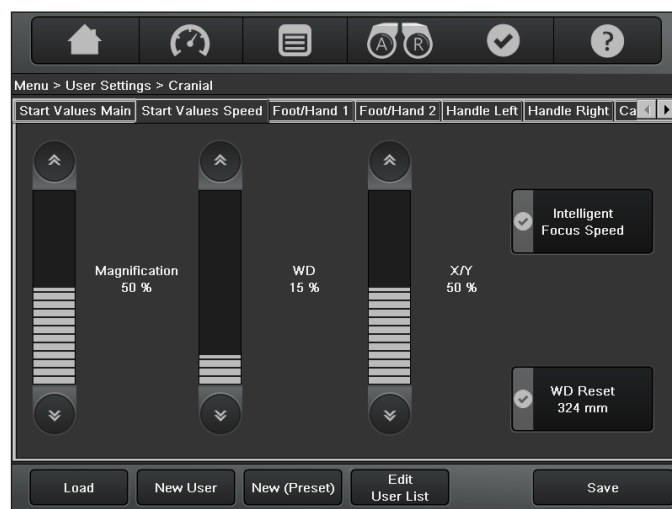 A R ?
Menu > User Settings > Cranial
Start Values Main Start Values Speed Foot/Hand 1 Foot/Hand 2 Handle Left Handle Right Ca
Magnification
50 %
WD
15 %
X/Y
50 %
Intelligent
Focus Speed
WD Reset
324 mm
Load
New User
New (Preset)
Edit
User List
Save